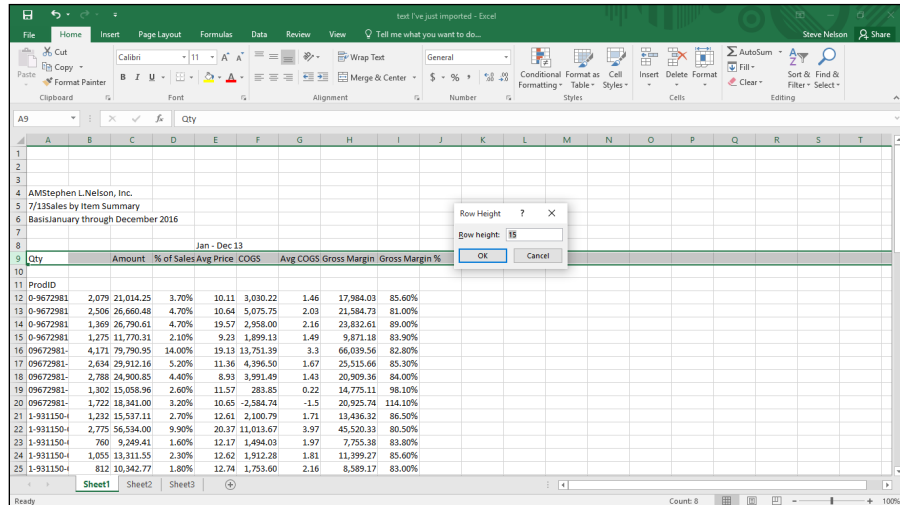 text I've just imported - Excel
File Home Insert Page Layout Formulas Data Review View Tell me what you want to do... Steve Nelson Share
Paste
Cut
Copy
Format Painter
Calibri 11
B I U
Wrap Text
Merge & Center
General
$ % ,
Conditional Formatting
Format as Table
Cell Styles
Insert Delete Format
AutoSum
Fill
Clear
Sort & Filter
Find & Select
Clipboard Font Alignment Number Styles Cells Editing
A9 fx Qty
A B C D E F G H I J K L M N O P Q R S T
1
2
3
4 AMStephen L.Nelson, Inc.
5 7/13Sales by Item Summary
6 BasisJanuary through December 2016
7
8 Jan - Dec 13
9 Qty Amount % of Sales Avg Price COGS Avg COGS Gross Margin Gross Margin %
10
11 ProdID
12 0-9672981 2,079 21,014.25 3.70% 10.11 3,030.22 1.46 17,984.03 85.60%
13 0-9672981 2,506 26,660.48 4.70% 10.64 5,075.75 2.03 21,584.73 81.00%
14 0-9672981 1,369 26,790.61 4.70% 19.57 2,958.00 2.16 23,832.61 89.00%
15 0-9672981 1,275 11,770.31 2.10% 9.23 1,899.13 1.49 9,871.18 83.90%
16 09672981- 4,171 79,790.95 14.00% 19.13 13,751.39 3.3 66,039.56 82.80%
17 09672981- 2,634 29,912.16 5.20% 11.36 4,396.50 1.67 25,515.66 85.30%
18 09672981- 2,788 24,900.85 4.40% 8.93 3,991.49 1.43 20,909.36 84.00%
19 09672981- 1,302 15,058.96 2.60% 11.57 283.85 0.22 14,775.11 98.10%
20 09672981- 1,722 18,341.00 3.20% 10.65 -2,584.74 -1.5 20,925.74 114.10%
21 1-931150- 1,232 15,537.11 2.70% 12.61 2,100.79 1.71 13,436.32 86.50%
22 1-931150- 2,775 56,534.00 9.90% 20.37 11,013.67 3.97 45,520.33 80.50%
23 1-931150- 760 9,249.41 1.60% 12.17 1,494.03 1.97 7,755.38 83.80%
24 1-931150- 1,055 13,311.55 2.30% 12.62 1,912.28 1.81 11,399.27 85.60%
25 1-931150- 812 10,342.77 1.80% 12.74 1,753.60 2.16 8,589.17 83.00%
Row Height ?
Row height: 15
OK Cancel
Sheet1 Sheet2 Sheet3
Ready Count: 8 100%